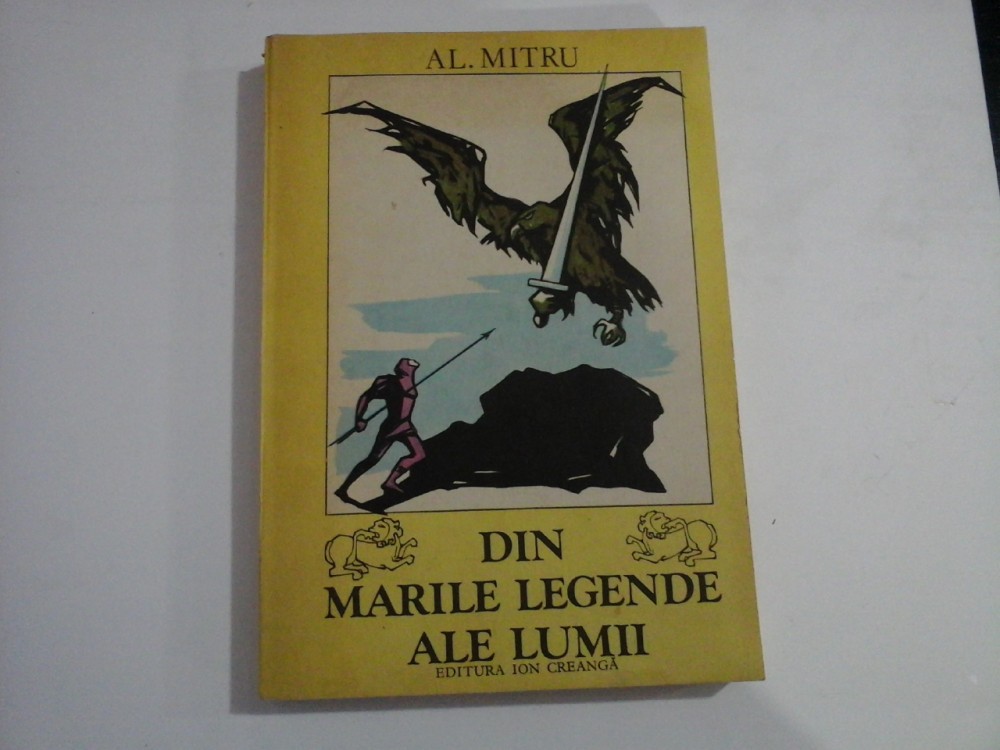 AL. MITRU
DIN
MARILE LEGENDE
ALE LUMII
EDITURA ION CREANGĂ